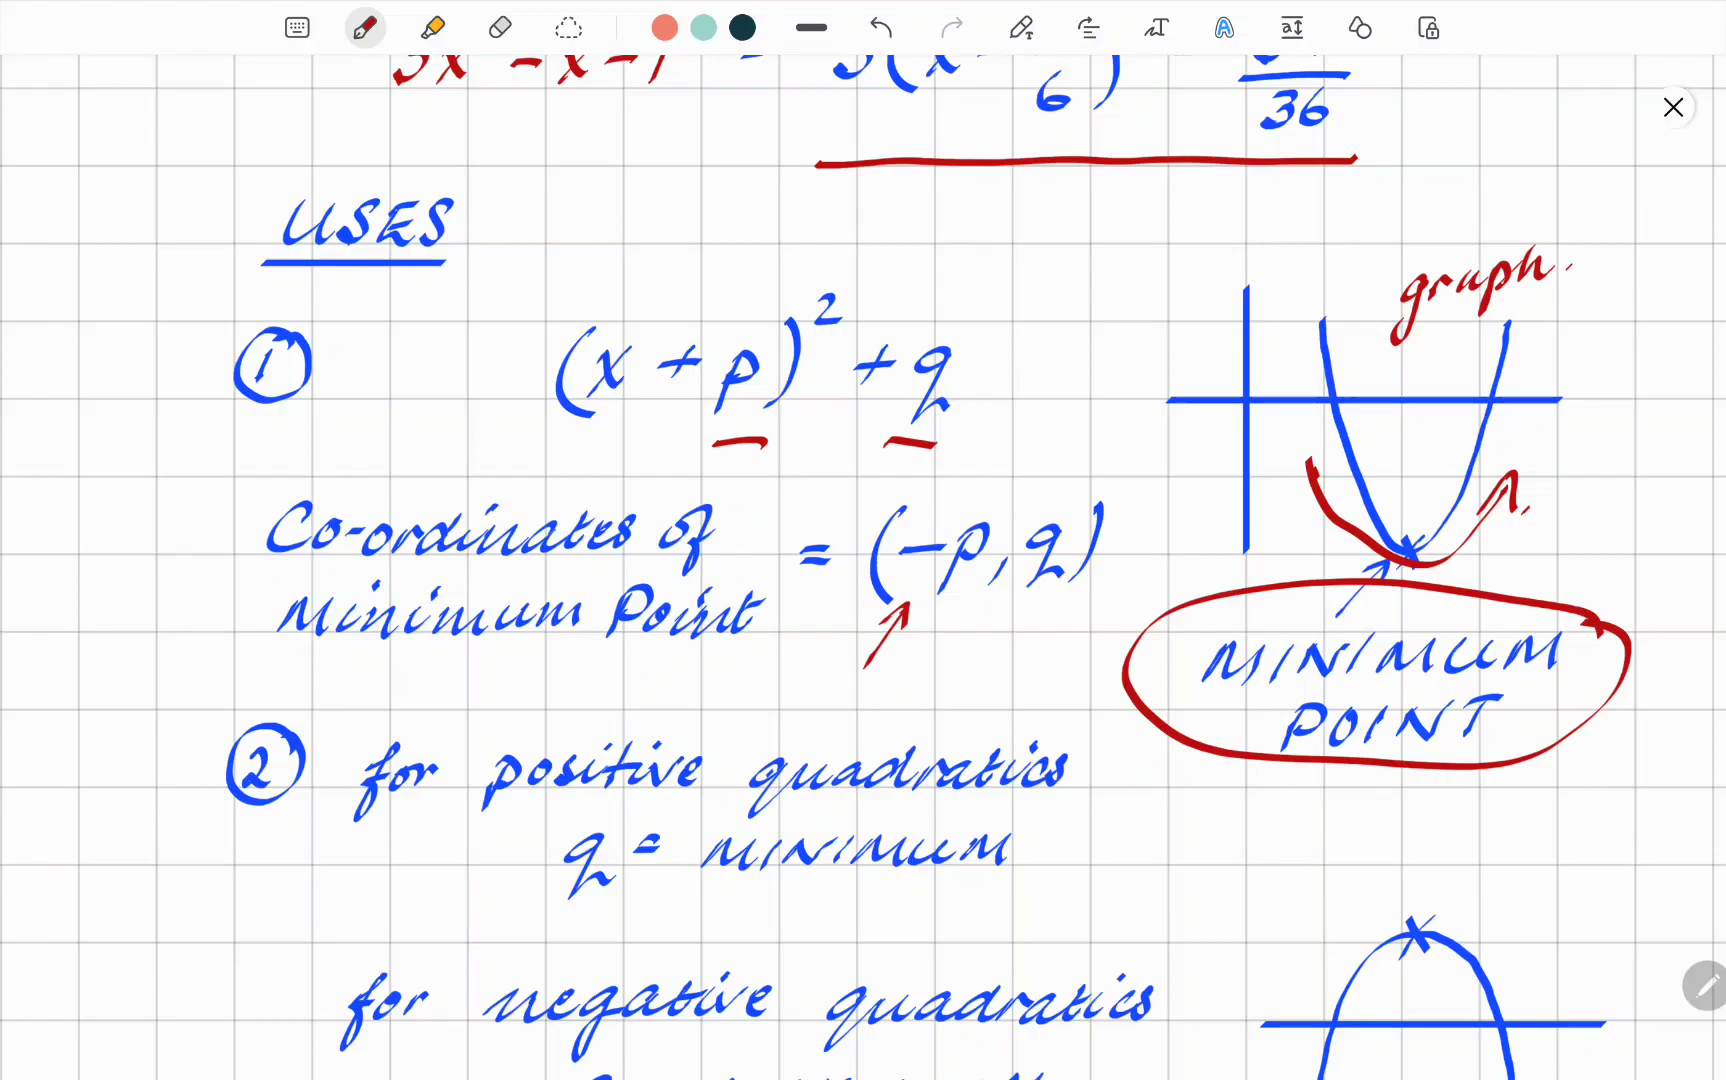 6
36
USES
① (x + p)² + q
graph.
Co-ordinates of
Minimum Point = (-p, q)
MINIMUM
POINT
② for positive quadratics
q = MINIMUM
for negative quadratics